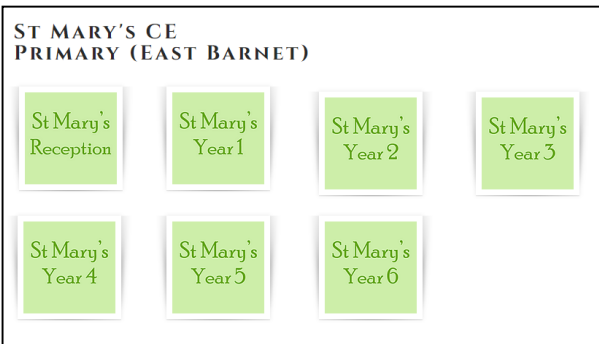 St Mary's CE
Primary (East Barnet)
St Mary's
Reception
St Mary's
Year 1
St Mary's
Year 2
St Mary's
Year 3
St Mary's
Year 4
St Mary's
Year 5
St Mary's
Year 6